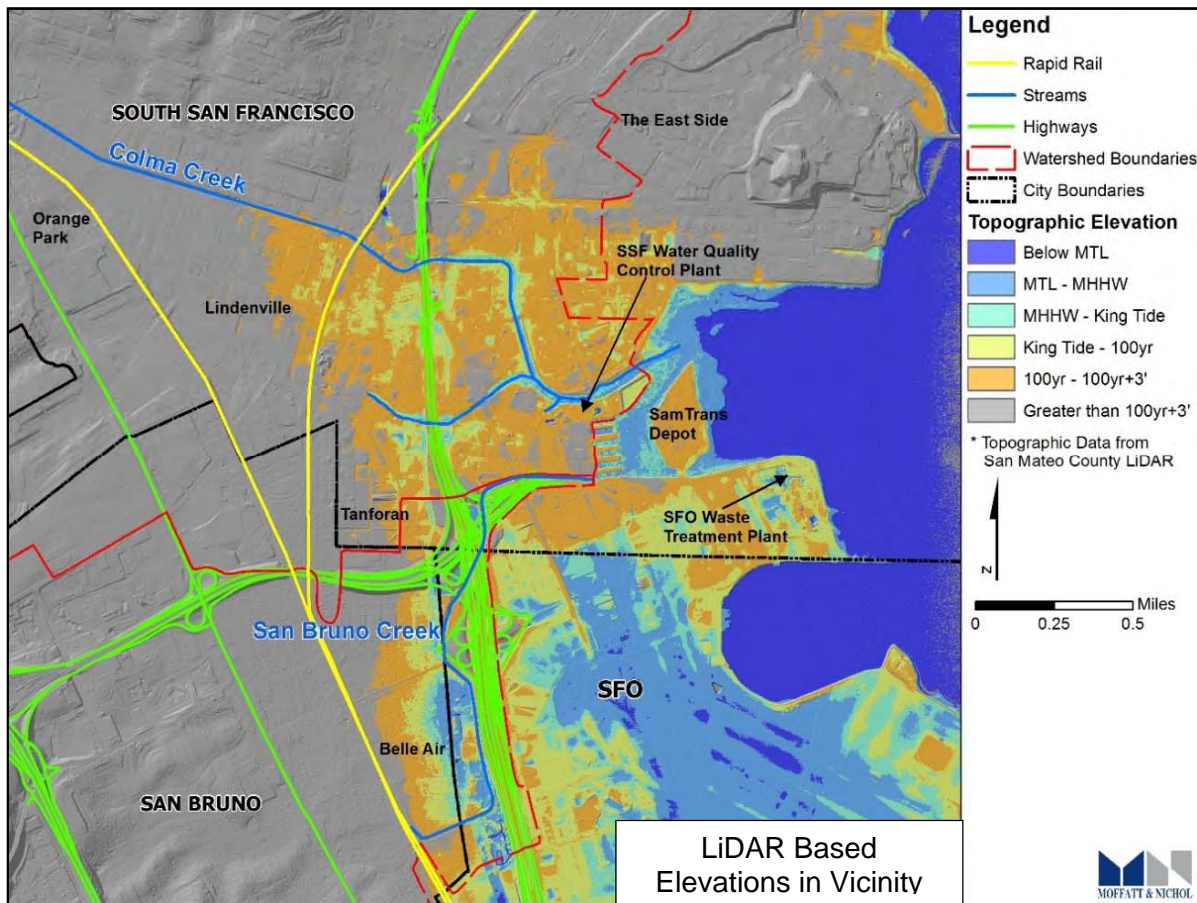 SOUTH SAN FRANCISCO
Colma Creek
The East Side
Orange
Park
SSF Water Quality
Control Plant
Lindenville
SamTrans
Depot
Tanforan
SFO Waste
Treatment Plant
San Bruno Creek
SFO
Belle Air
SAN BRUNO
LiDAR Based
Elevations in Vicinity
Legend
Rapid Rail
Streams
Highways
Watershed Boundaries
City Boundaries
Topographic Elevation
Below MTL
MTL - MHHW
MHHW - King Tide
King Tide - 100yr
100yr - 100yr+3'
Greater than 100yr+3'
* Topographic Data from
San Mateo County LiDAR
N
Miles
0 0.25 0.5
MOFFATT & NICHOL